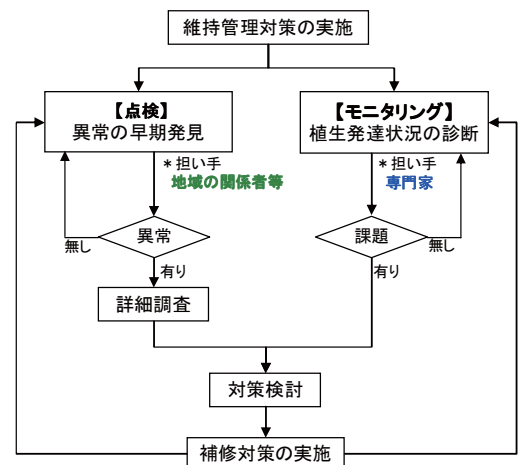 維持管理対策の実施
【点検】
異常の早期発見
【モニタリング】
植生発達状況の診断
*担い手
地域の関係者等
*担い手
専門家
異常
無し
有り
課題
無し
有り
詳細調査
対策検討
補修対策の実施